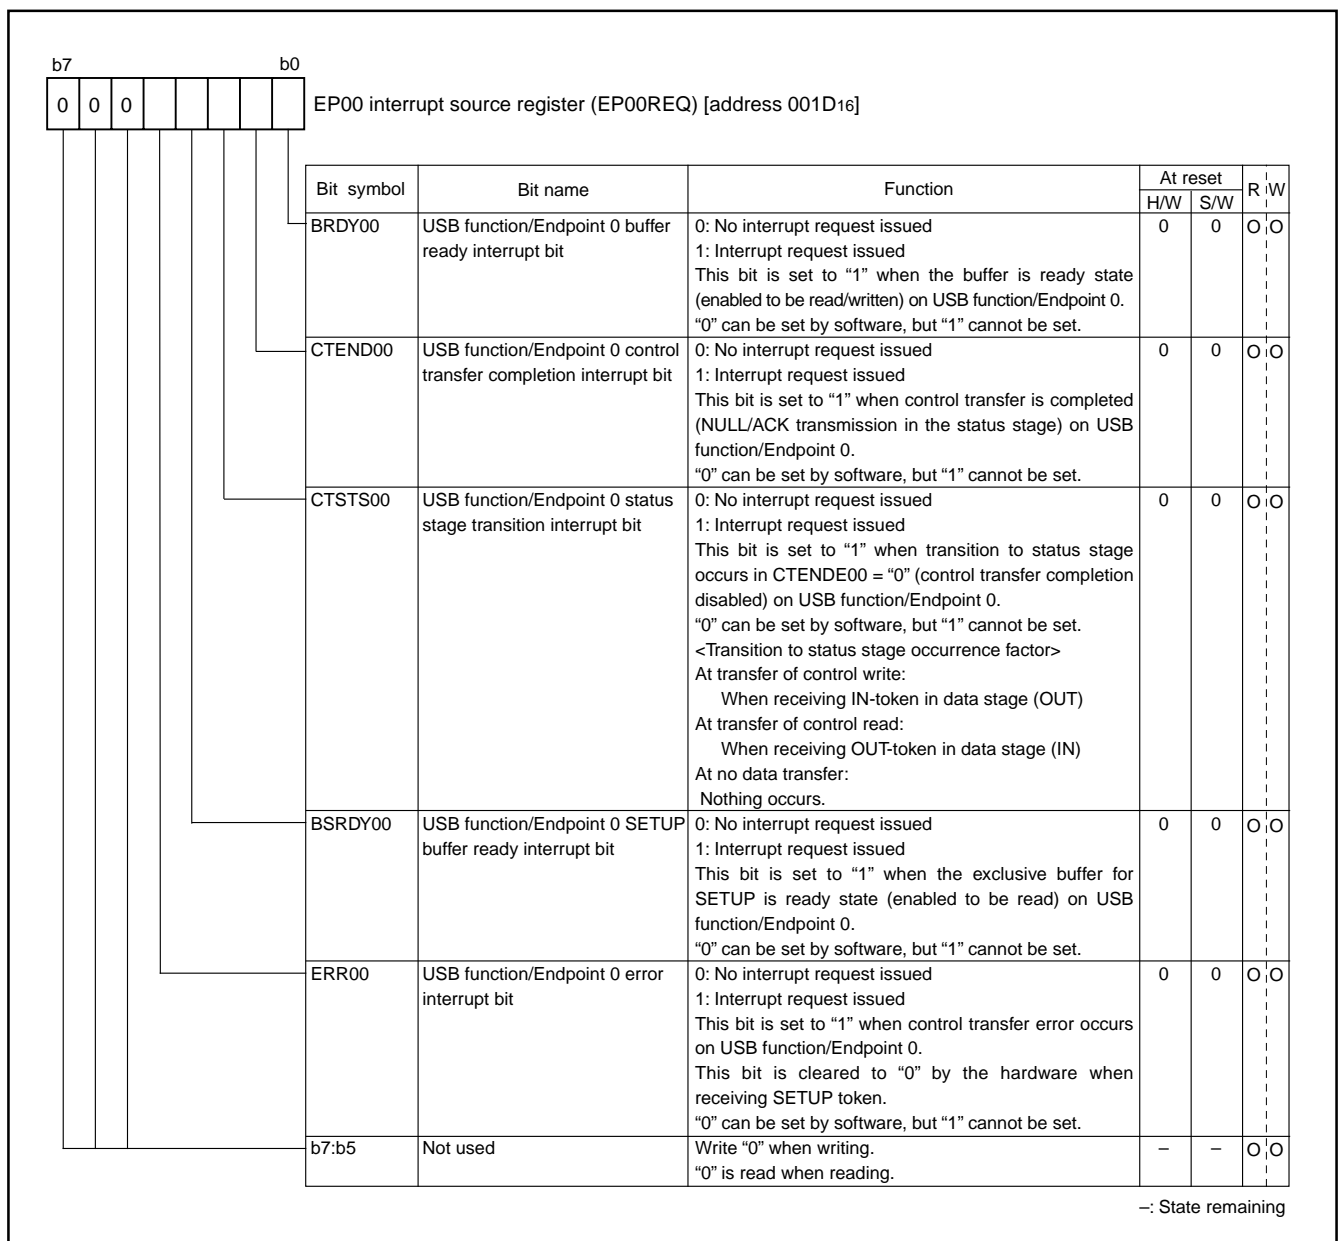 b7 b0
0 0 0 EP00 interrupt source register (EP00REQ) [address 001D16]
Bit symbol Bit name Function At reset R W
H/W S/W
BRDY00 USB function/Endpoint 0 buffer 0: No interrupt request issued 0 0 O O
ready interrupt bit 1: Interrupt request issued
This bit is set to “1” when the buffer is ready state
(enabled to be read/written) on USB function/Endpoint 0.
“0” can be set by software, but “1” cannot be set.
CTEND00 USB function/Endpoint 0 control 0: No interrupt request issued 0 0 O O
transfer completion interrupt bit 1: Interrupt request issued
This bit is set to “1” when control transfer is completed
(NULL/ACK transmission in the status stage) on USB
function/Endpoint 0.
“0” can be set by software, but “1” cannot be set.
CTSTS00 USB function/Endpoint 0 status 0: No interrupt request issued 0 0 O O
stage transition interrupt bit 1: Interrupt request issued
This bit is set to “1” when transition to status stage
occurs in CTENDE00 = “0” (control transfer completion
disabled) on USB function/Endpoint 0.
“0” can be set by software, but “1” cannot be set.
<Transition to status stage occurrence factor>
At transfer of control write:
When receiving IN-token in data stage (OUT)
At transfer of control read:
When receiving OUT-token in data stage (IN)
At no data transfer:
Nothing occurs.
BSRDY00 USB function/Endpoint 0 SETUP 0: No interrupt request issued 0 0 O O
buffer ready interrupt bit 1: Interrupt request issued
This bit is set to “1” when the exclusive buffer for
SETUP is ready state (enabled to be read) on USB
function/Endpoint 0.
“0” can be set by software, but “1” cannot be set.
ERR00 USB function/Endpoint 0 error 0: No interrupt request issued 0 0 O O
interrupt bit 1: Interrupt request issued
This bit is set to “1” when control transfer error occurs
on USB function/Endpoint 0.
This bit is cleared to “0” by the hardware when
receiving SETUP token.
“0” can be set by software, but “1” cannot be set.
b7:b5 Not used Write “0” when writing. – – O O
“0” is read when reading.
–: State remaining